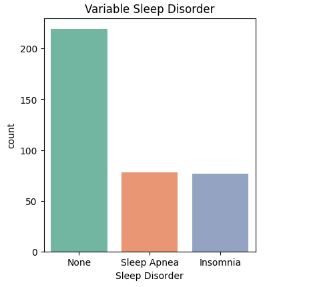 Variable Sleep Disorder
count
200
150
100
50
0
None Sleep Apnea Insomnia
Sleep Disorder